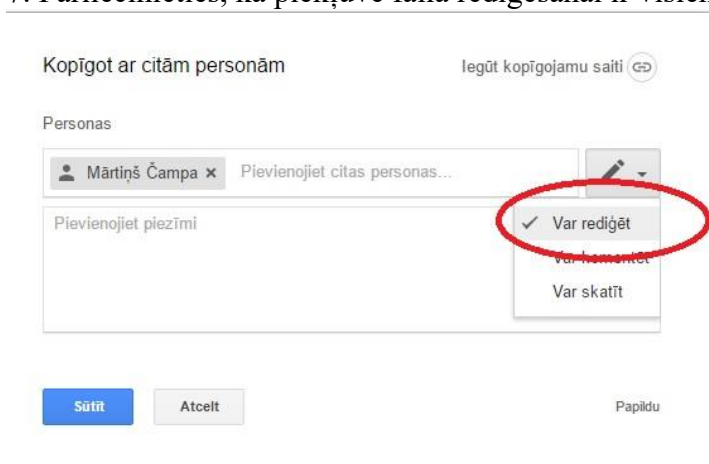 Kopīgot ar citām personām
Iegūt kopīgojamu saiti
Personas
Mārtiņš Čampa × Pievienojiet citas personas...
Pievienojiet piezīmi
Var rediģēt
Var komentēt
Var skatīt
Sūtīt Atcelt Papildu